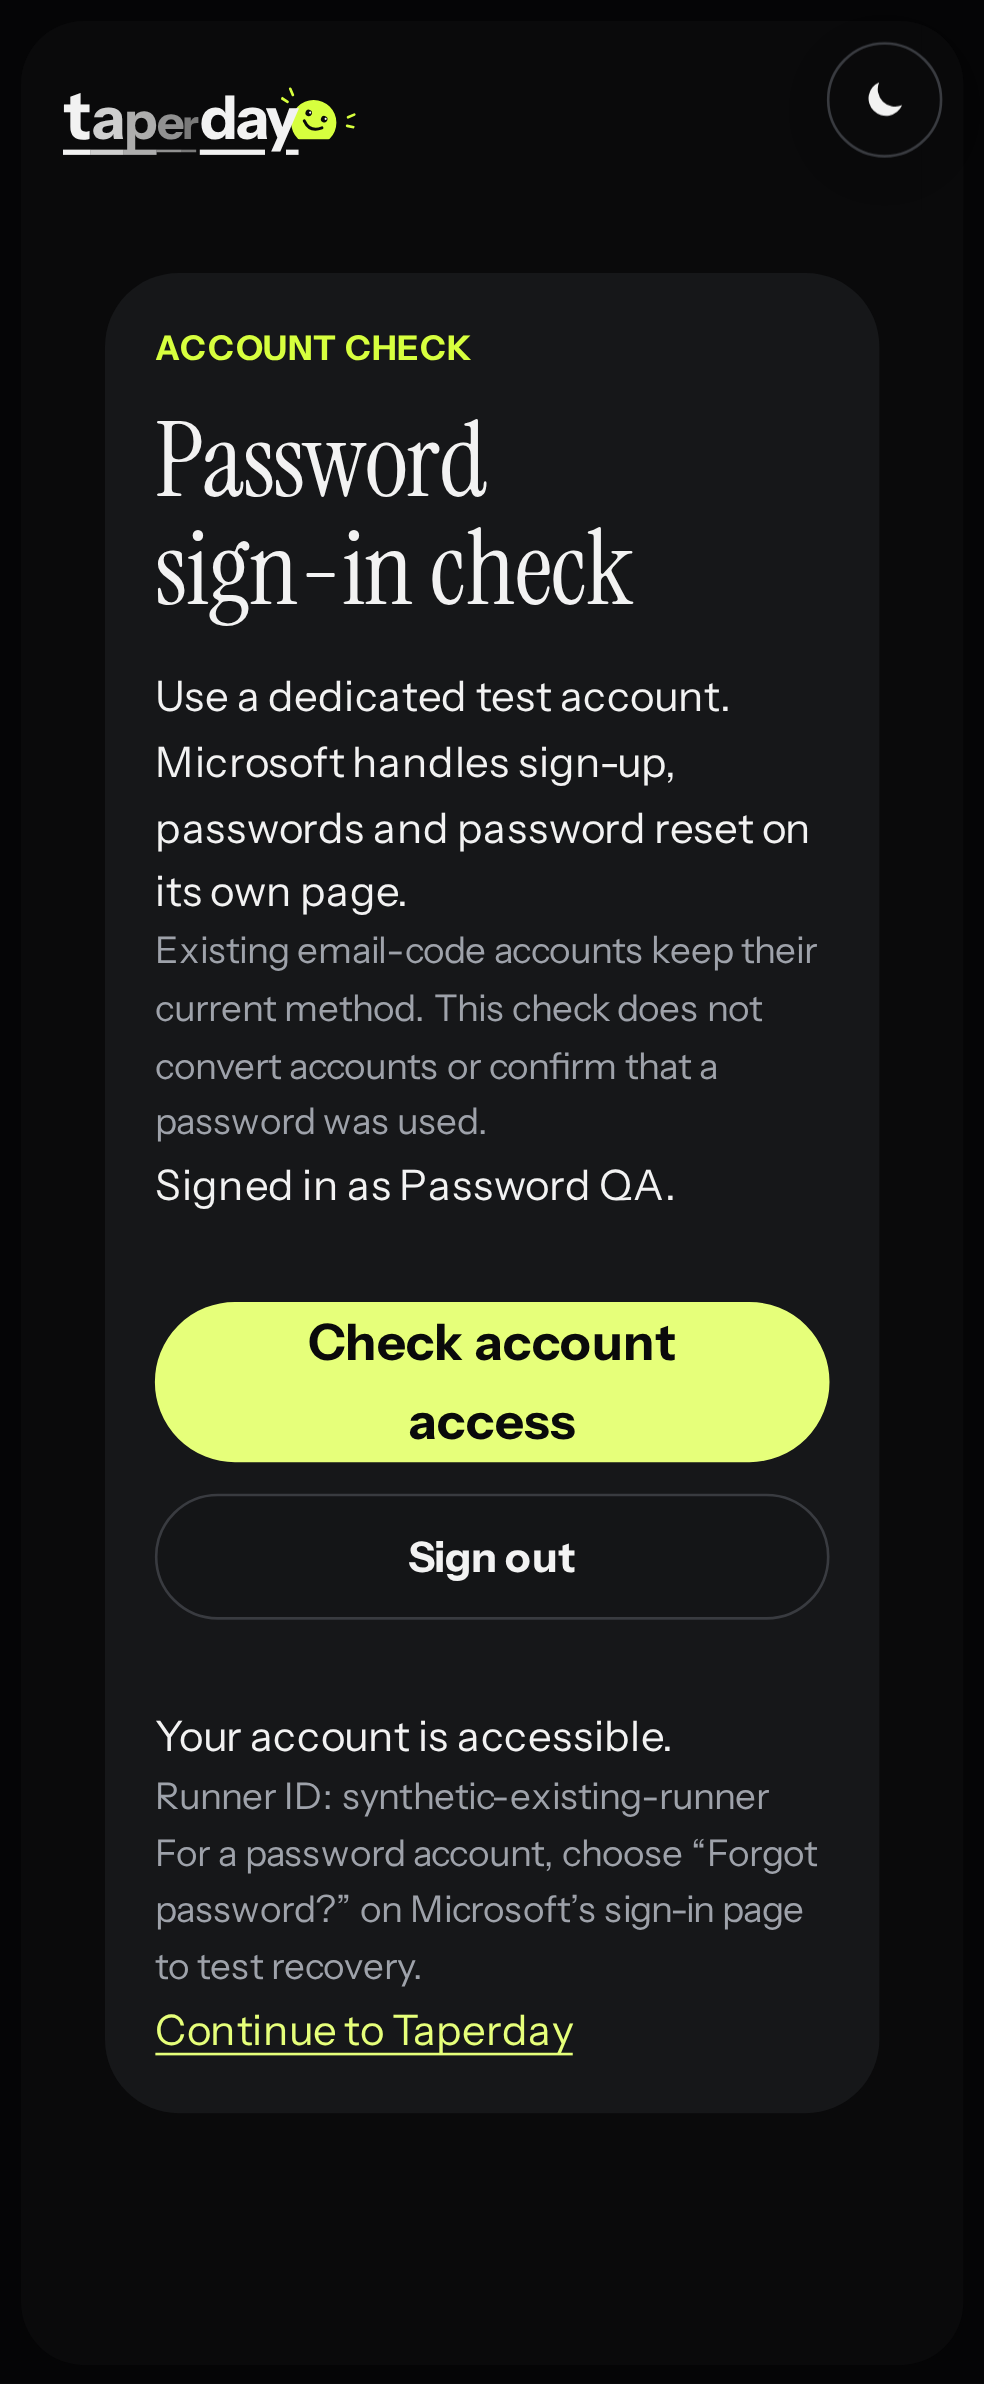 taperday
ACCOUNT CHECK
Password
sign-in check
Use a dedicated test account.
Microsoft handles sign-up,
passwords and password reset on
its own page.
Existing email-code accounts keep their
current method. This check does not
convert accounts or confirm that a
password was used.
Signed in as Password QA.
Check account
access
Sign out
Your account is accessible.
Runner ID: synthetic-existing-runner
For a password account, choose “Forgot
password?” on Microsoft’s sign-in page
to test recovery.
Continue to Taperday